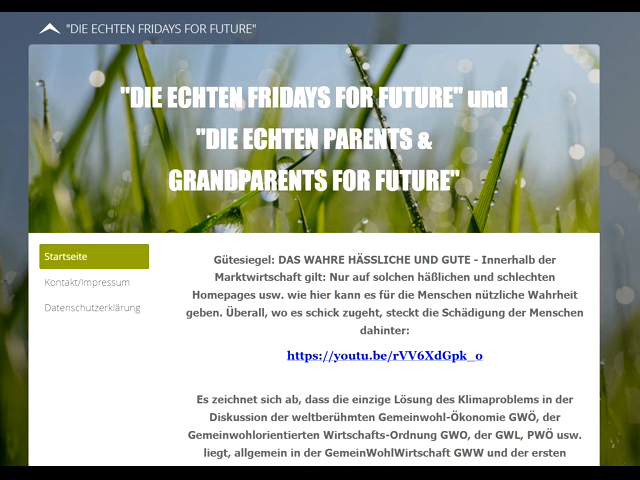 "DIE ECHTEN FRIDAYS FOR FUTURE"
"DIE ECHTEN FRIDAYS FOR FUTURE" und
"DIE ECHTEN PARENTS &
GRANDPARENTS FOR FUTURE"
Startseite
Kontakt/Impressum
Datenschutzerklärung
Gütesiegel: DAS WAHRE HÄSSLICHE UND GUTE - Innerhalb der
Marktwirtschaft gilt: Nur auf solchen häßlichen und schlechten
Homepages usw. wie hier kann es für die Menschen nützliche Wahrheit
geben. Überall, wo es schick zugeht, steckt die Schädigung der Menschen
dahinter:
https://youtu.be/rVV6XdGpk_o
Es zeichnet sich ab, dass die einzige Lösung des Klimaproblems in der
Diskussion der weltberühmten Gemeinwohl-Ökonomie GWÖ, der
Gemeinwohlorientierten Wirtschafts-Ordnung GWO, der GWL, PWÖ usw.
liegt, allgemein in der GemeinWohlWirtschaft GWW und der ersten